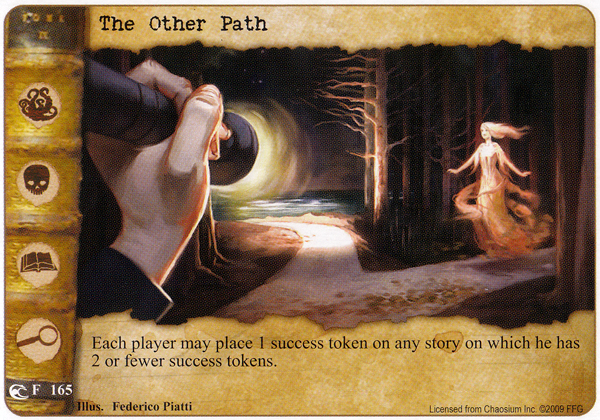 The Other Path
Each player may place 1 success token on any story on which he has
2 or fewer success tokens.
F 165
Illus. Federico Piatti
Licensed from Chaosium Inc. ©2009 FFG